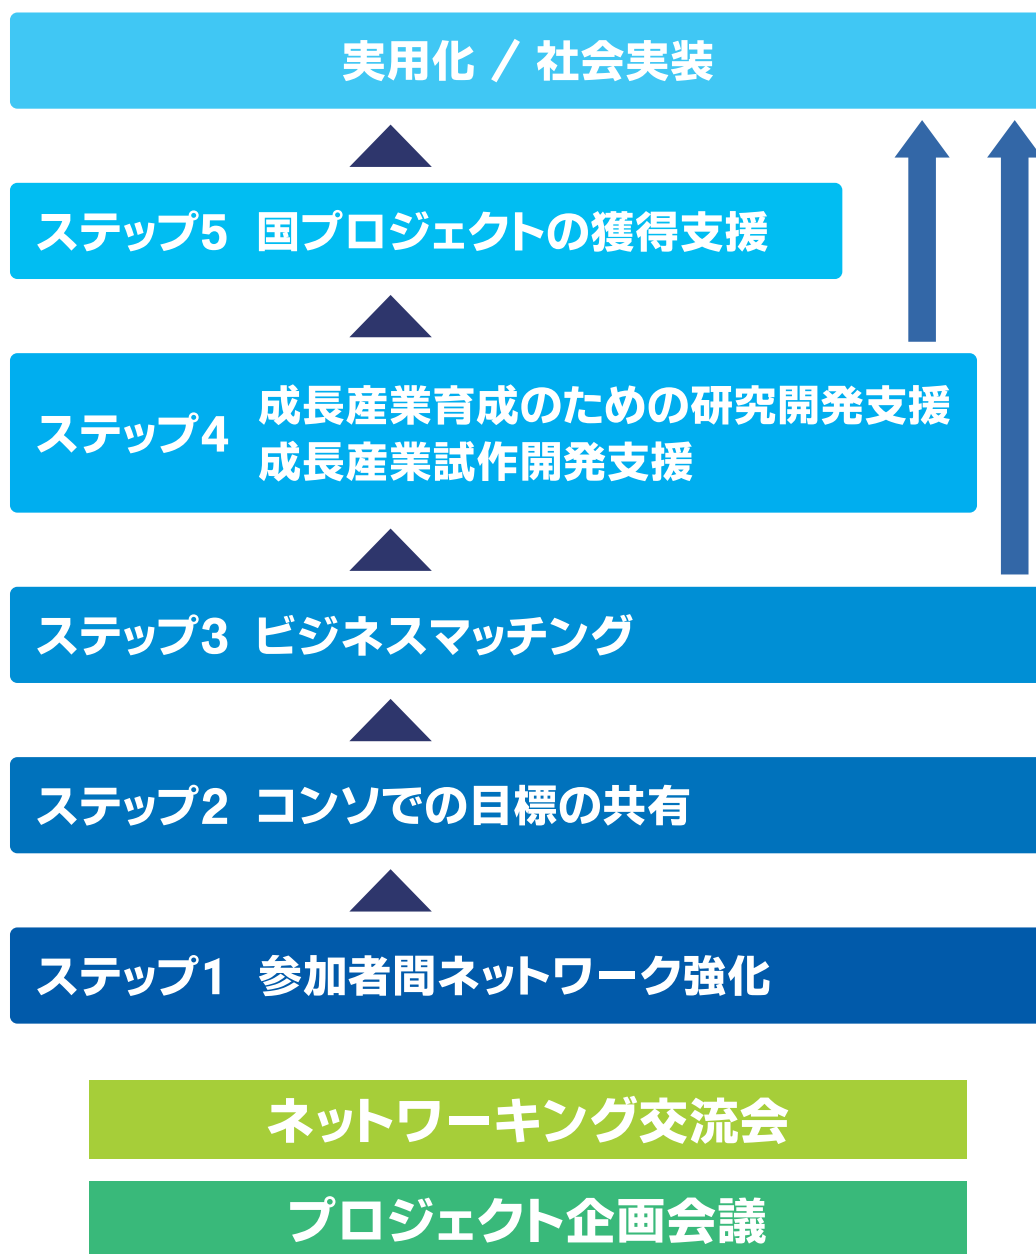 実用化 / 社会実装
ステップ5 国プロジェクトの獲得支援
ステップ4 成長産業育成のための研究開発支援
成長産業試作開発支援
ステップ3 ビジネスマッチング
ステップ2 コンソでの目標の共有
ステップ1 参加者間ネットワーク強化
ネットワーキング交流会
プロジェクト企画会議